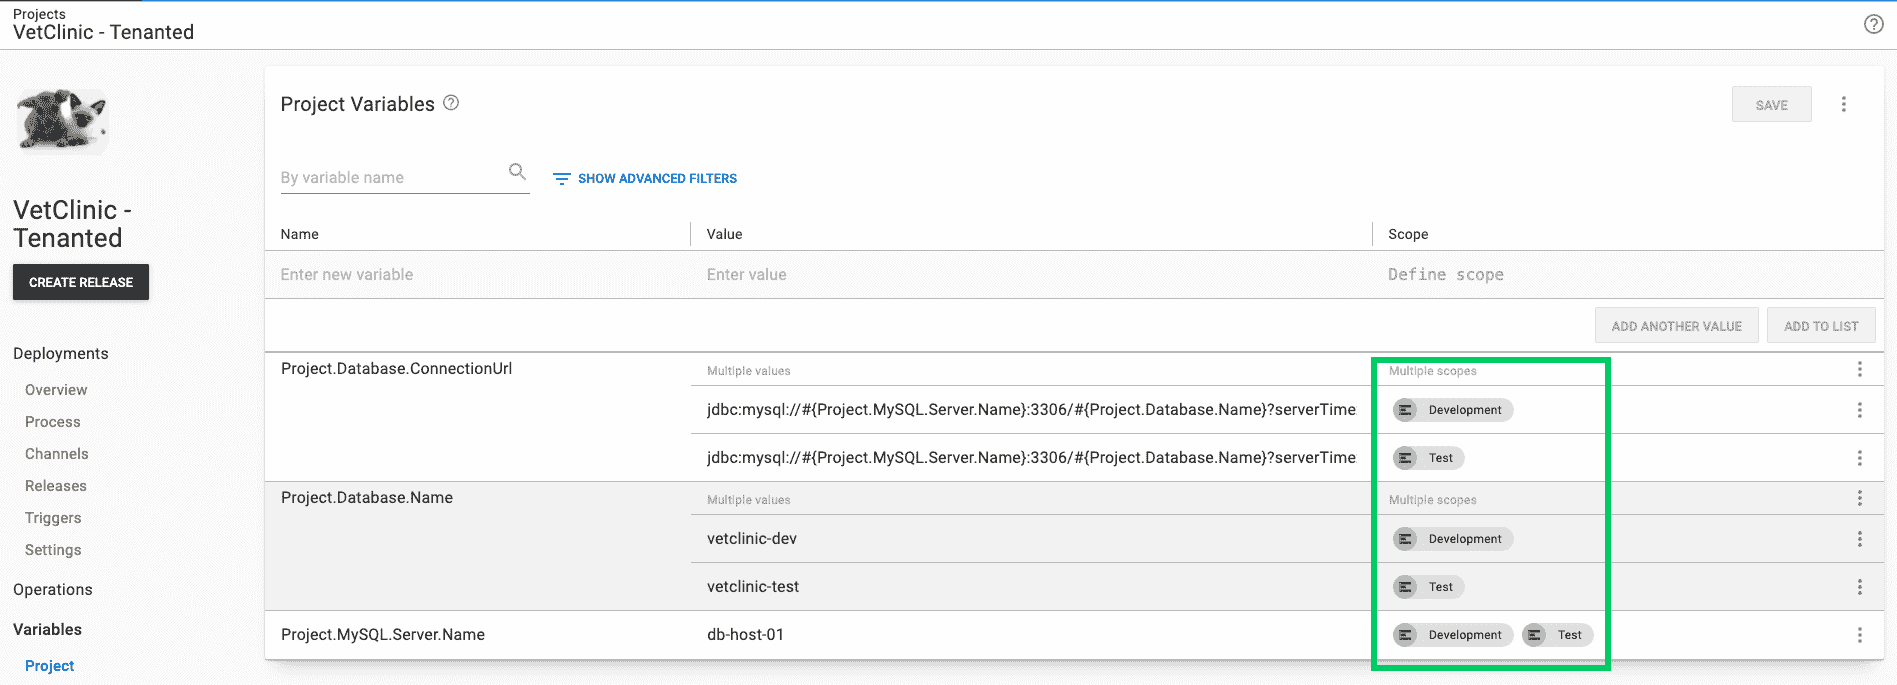 Projects
VetClinic - Tenanted
VetClinic -
Tenanted
CREATE RELEASE
Deployments
Overview
Process
Channels
Releases
Triggers
Settings
Operations
Variables
Project
Project Variables
SAVE
By variable name
SHOW ADVANCED FILTERS
Name Value Scope
Enter new variable Enter value Define scope
ADD ANOTHER VALUE ADD TO LIST
Project.Database.ConnectionUrl Multiple values Multiple scopes
jdbc:mysql://#{Project.MySQL.Server.Name}:3306/#{Project.Database.Name}?serverTime Development
jdbc:mysql://#{Project.MySQL.Server.Name}:3306/#{Project.Database.Name}?serverTime Test
Project.Database.Name Multiple values Multiple scopes
vetclinic-dev Development
vetclinic-test Test
Project.MySQL.Server.Name db-host-01 Development Test